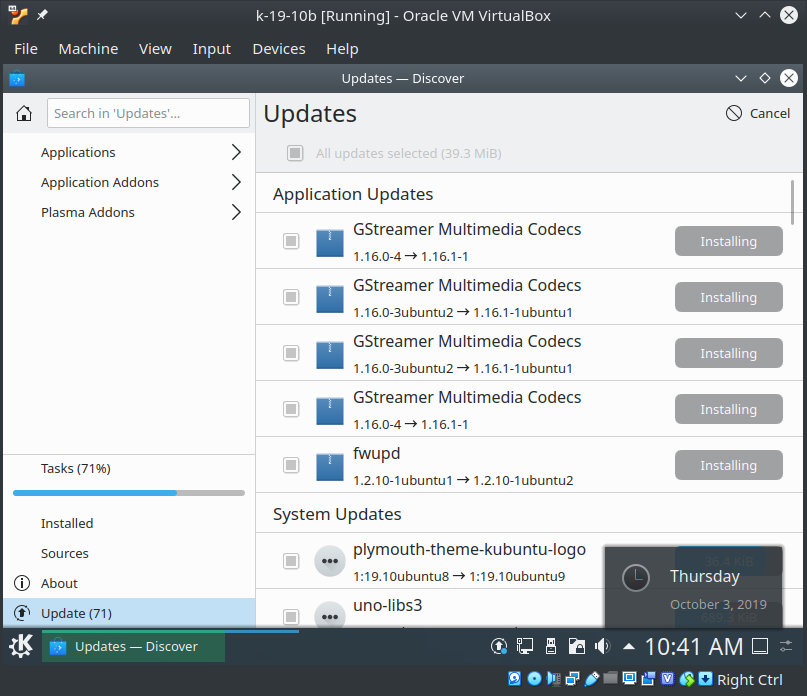 k-19-10b [Running] - Oracle VM VirtualBox
File Machine View Input Devices Help
Updates — Discover
Search in 'Updates'...
Applications
Application Addons
Plasma Addons
Tasks (71%)
Installed
Sources
About
Update (71)
Updates
Cancel
All updates selected (39.3 MiB)
Application Updates
GStreamer Multimedia Codecs
1.16.0-4 → 1.16.1-1
Installing
GStreamer Multimedia Codecs
1.16.0-3ubuntu2 → 1.16.1-1ubuntu1
Installing
GStreamer Multimedia Codecs
1.16.0-3ubuntu2 → 1.16.1-1ubuntu1
Installing
GStreamer Multimedia Codecs
1.16.0-4 → 1.16.1-1
Installing
fwupd
1.2.10-1ubuntu1 → 1.2.10-1ubuntu2
Installing
System Updates
plymouth-theme-kubuntu-logo
1:19.10ubuntu8 → 1:19.10ubuntu9
uno-libs3
Thursday
October 3, 2019
Updates — Discover
10:41 AM
Right Ctrl